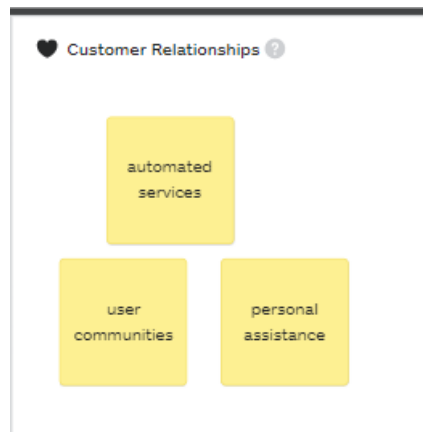 Customer Relationships ?
automated
services
user
communities
personal
assistance